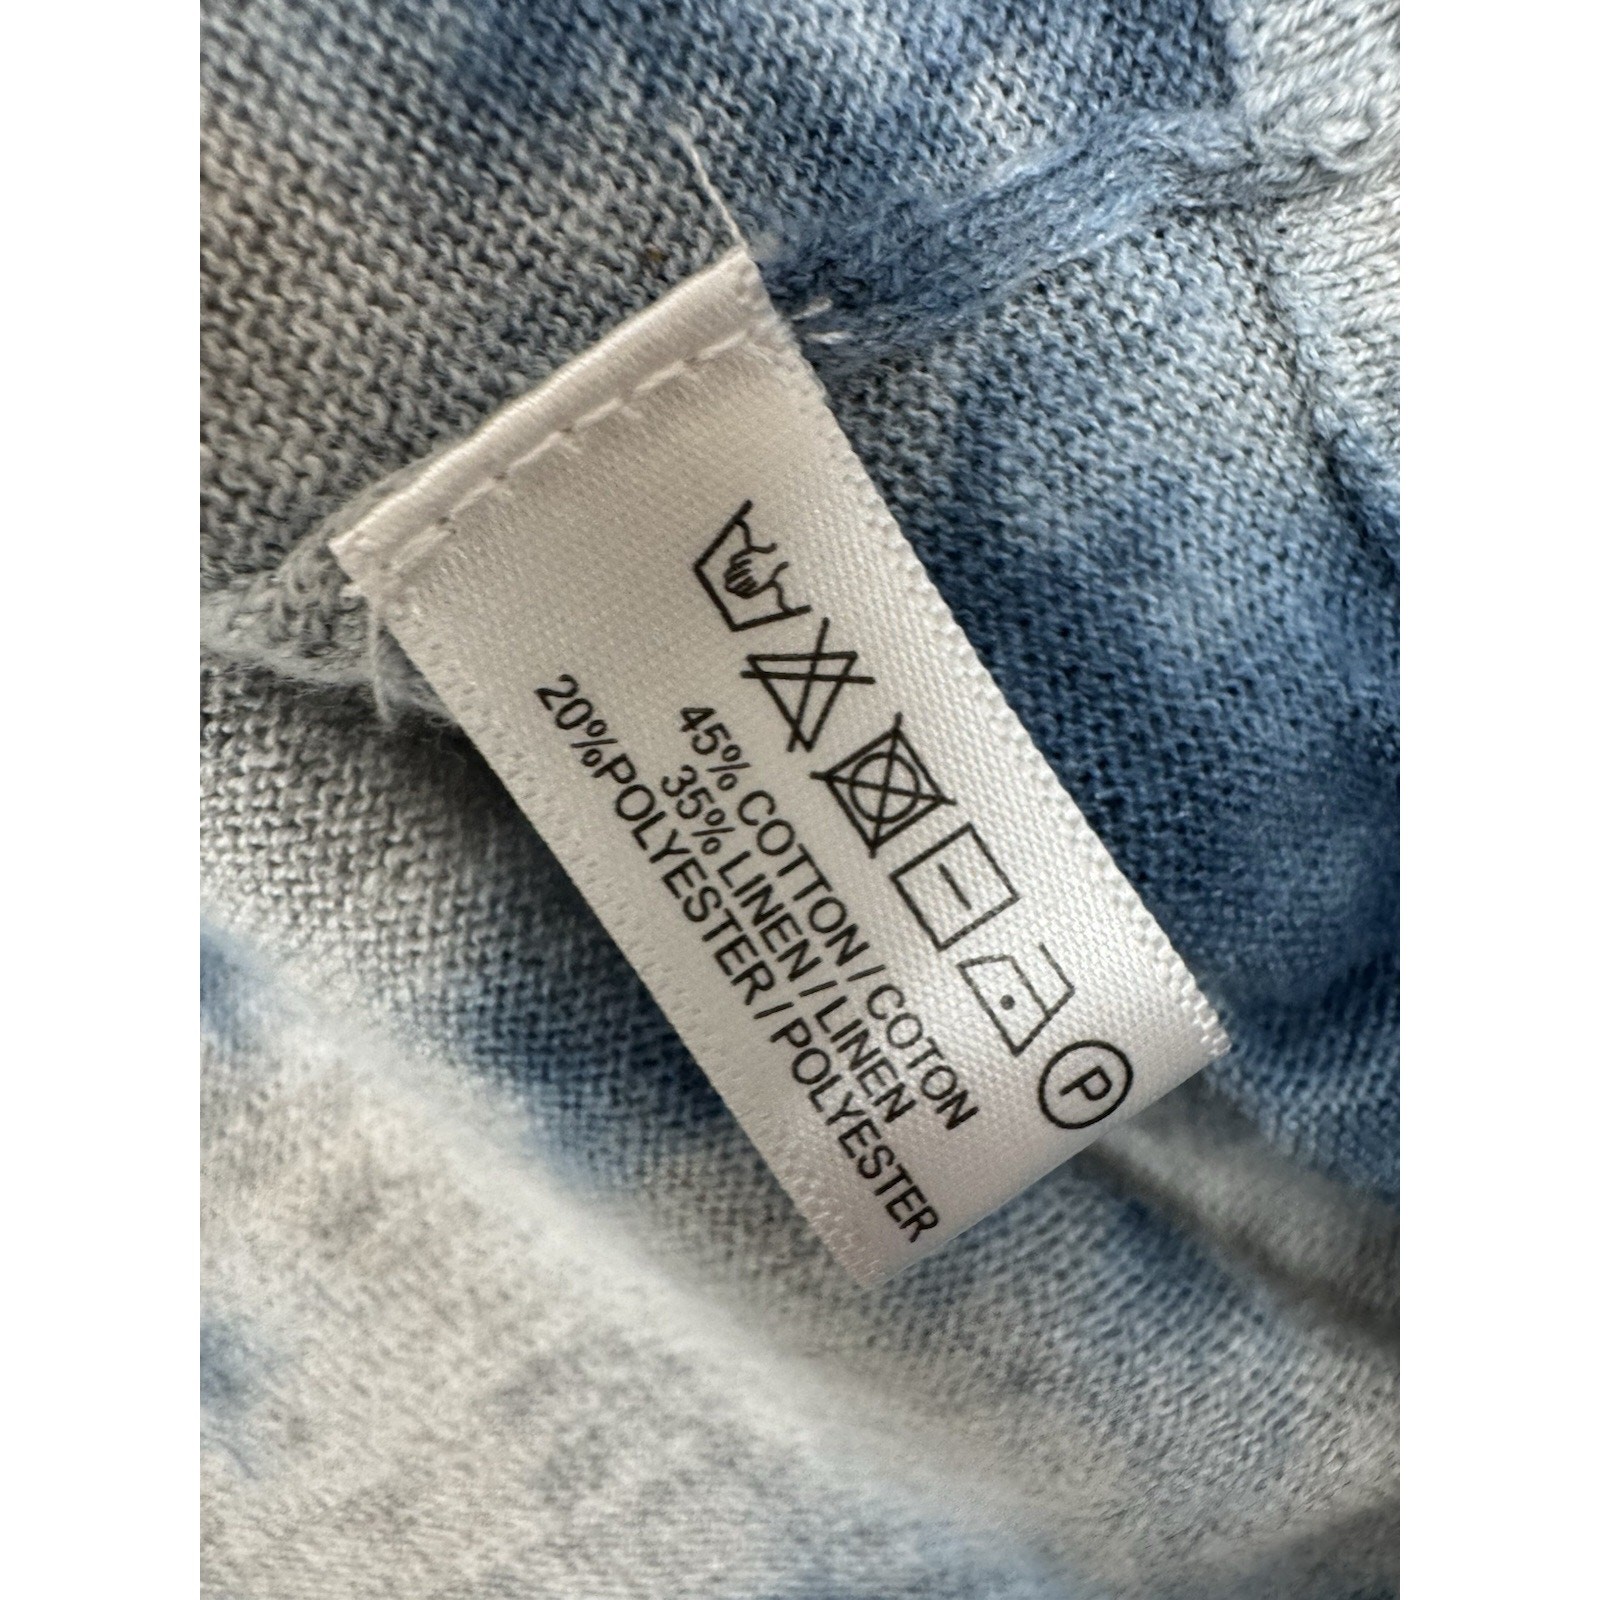 P
45% COTTON / COTON
35% LINEN / LINEN
20%POLYESTER / POLYESTER